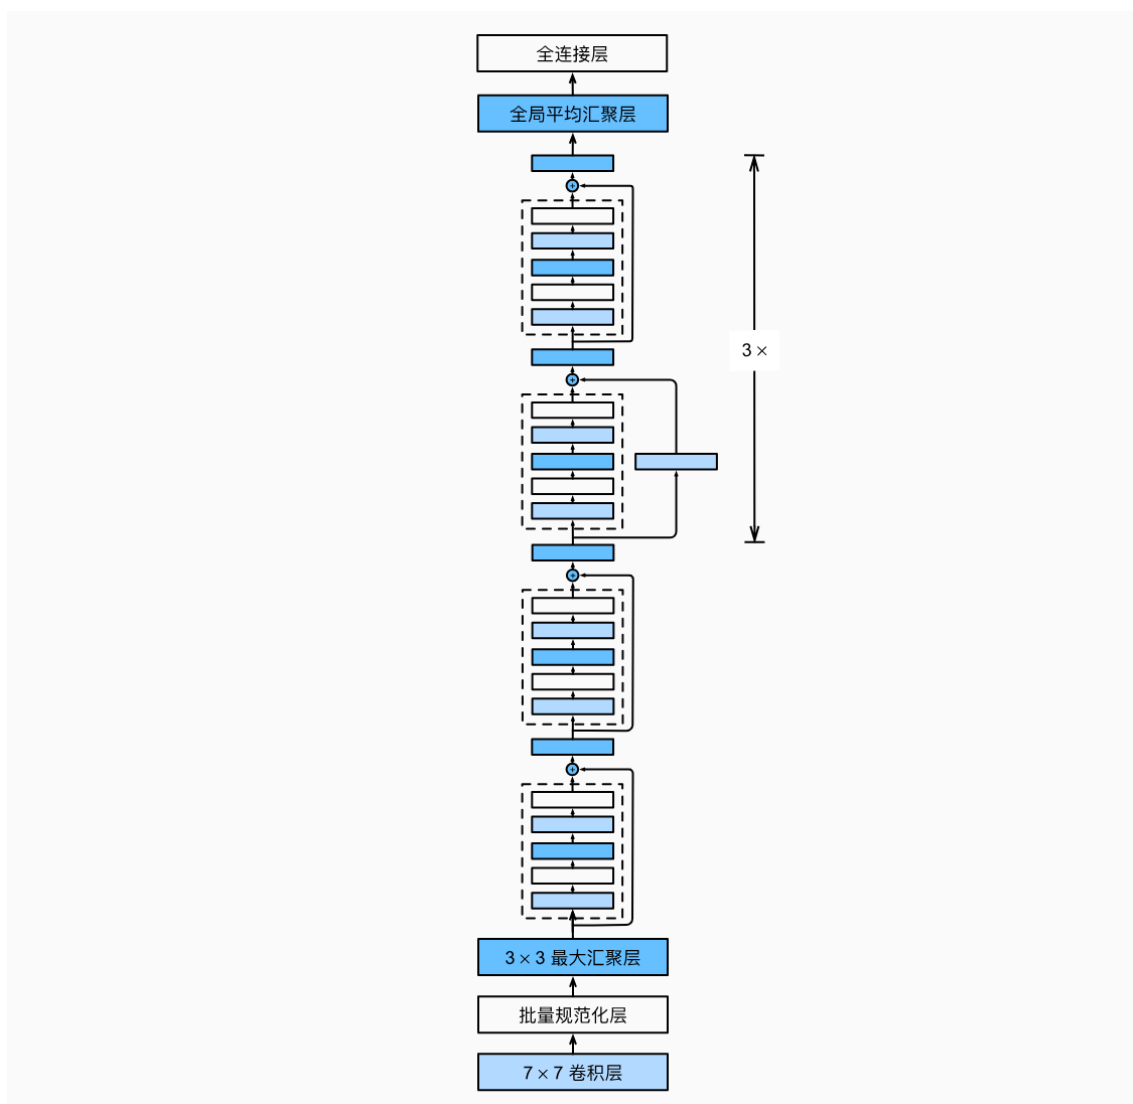 全连接层
全局平均汇聚层
3 ×
3 × 3 最大汇聚层
批量规范化层
7 × 7 卷积层